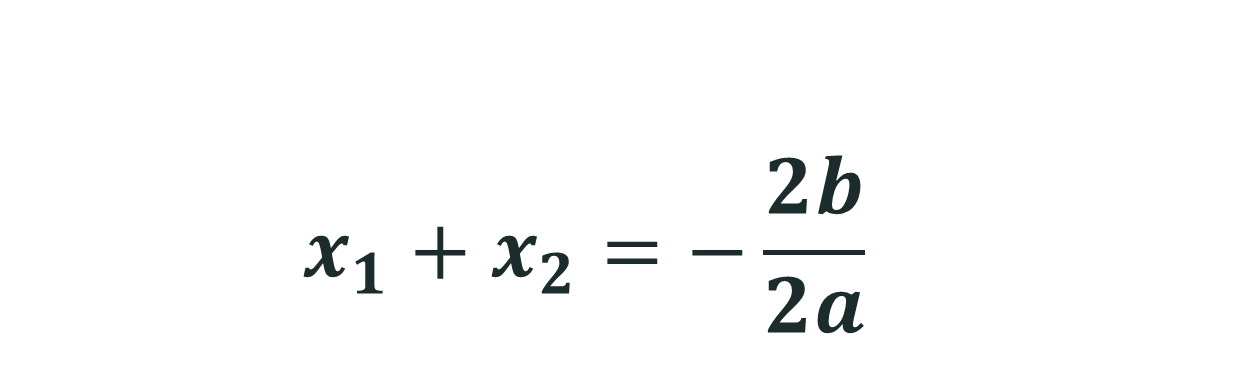 x₁ + x₂ = − 2b/2a